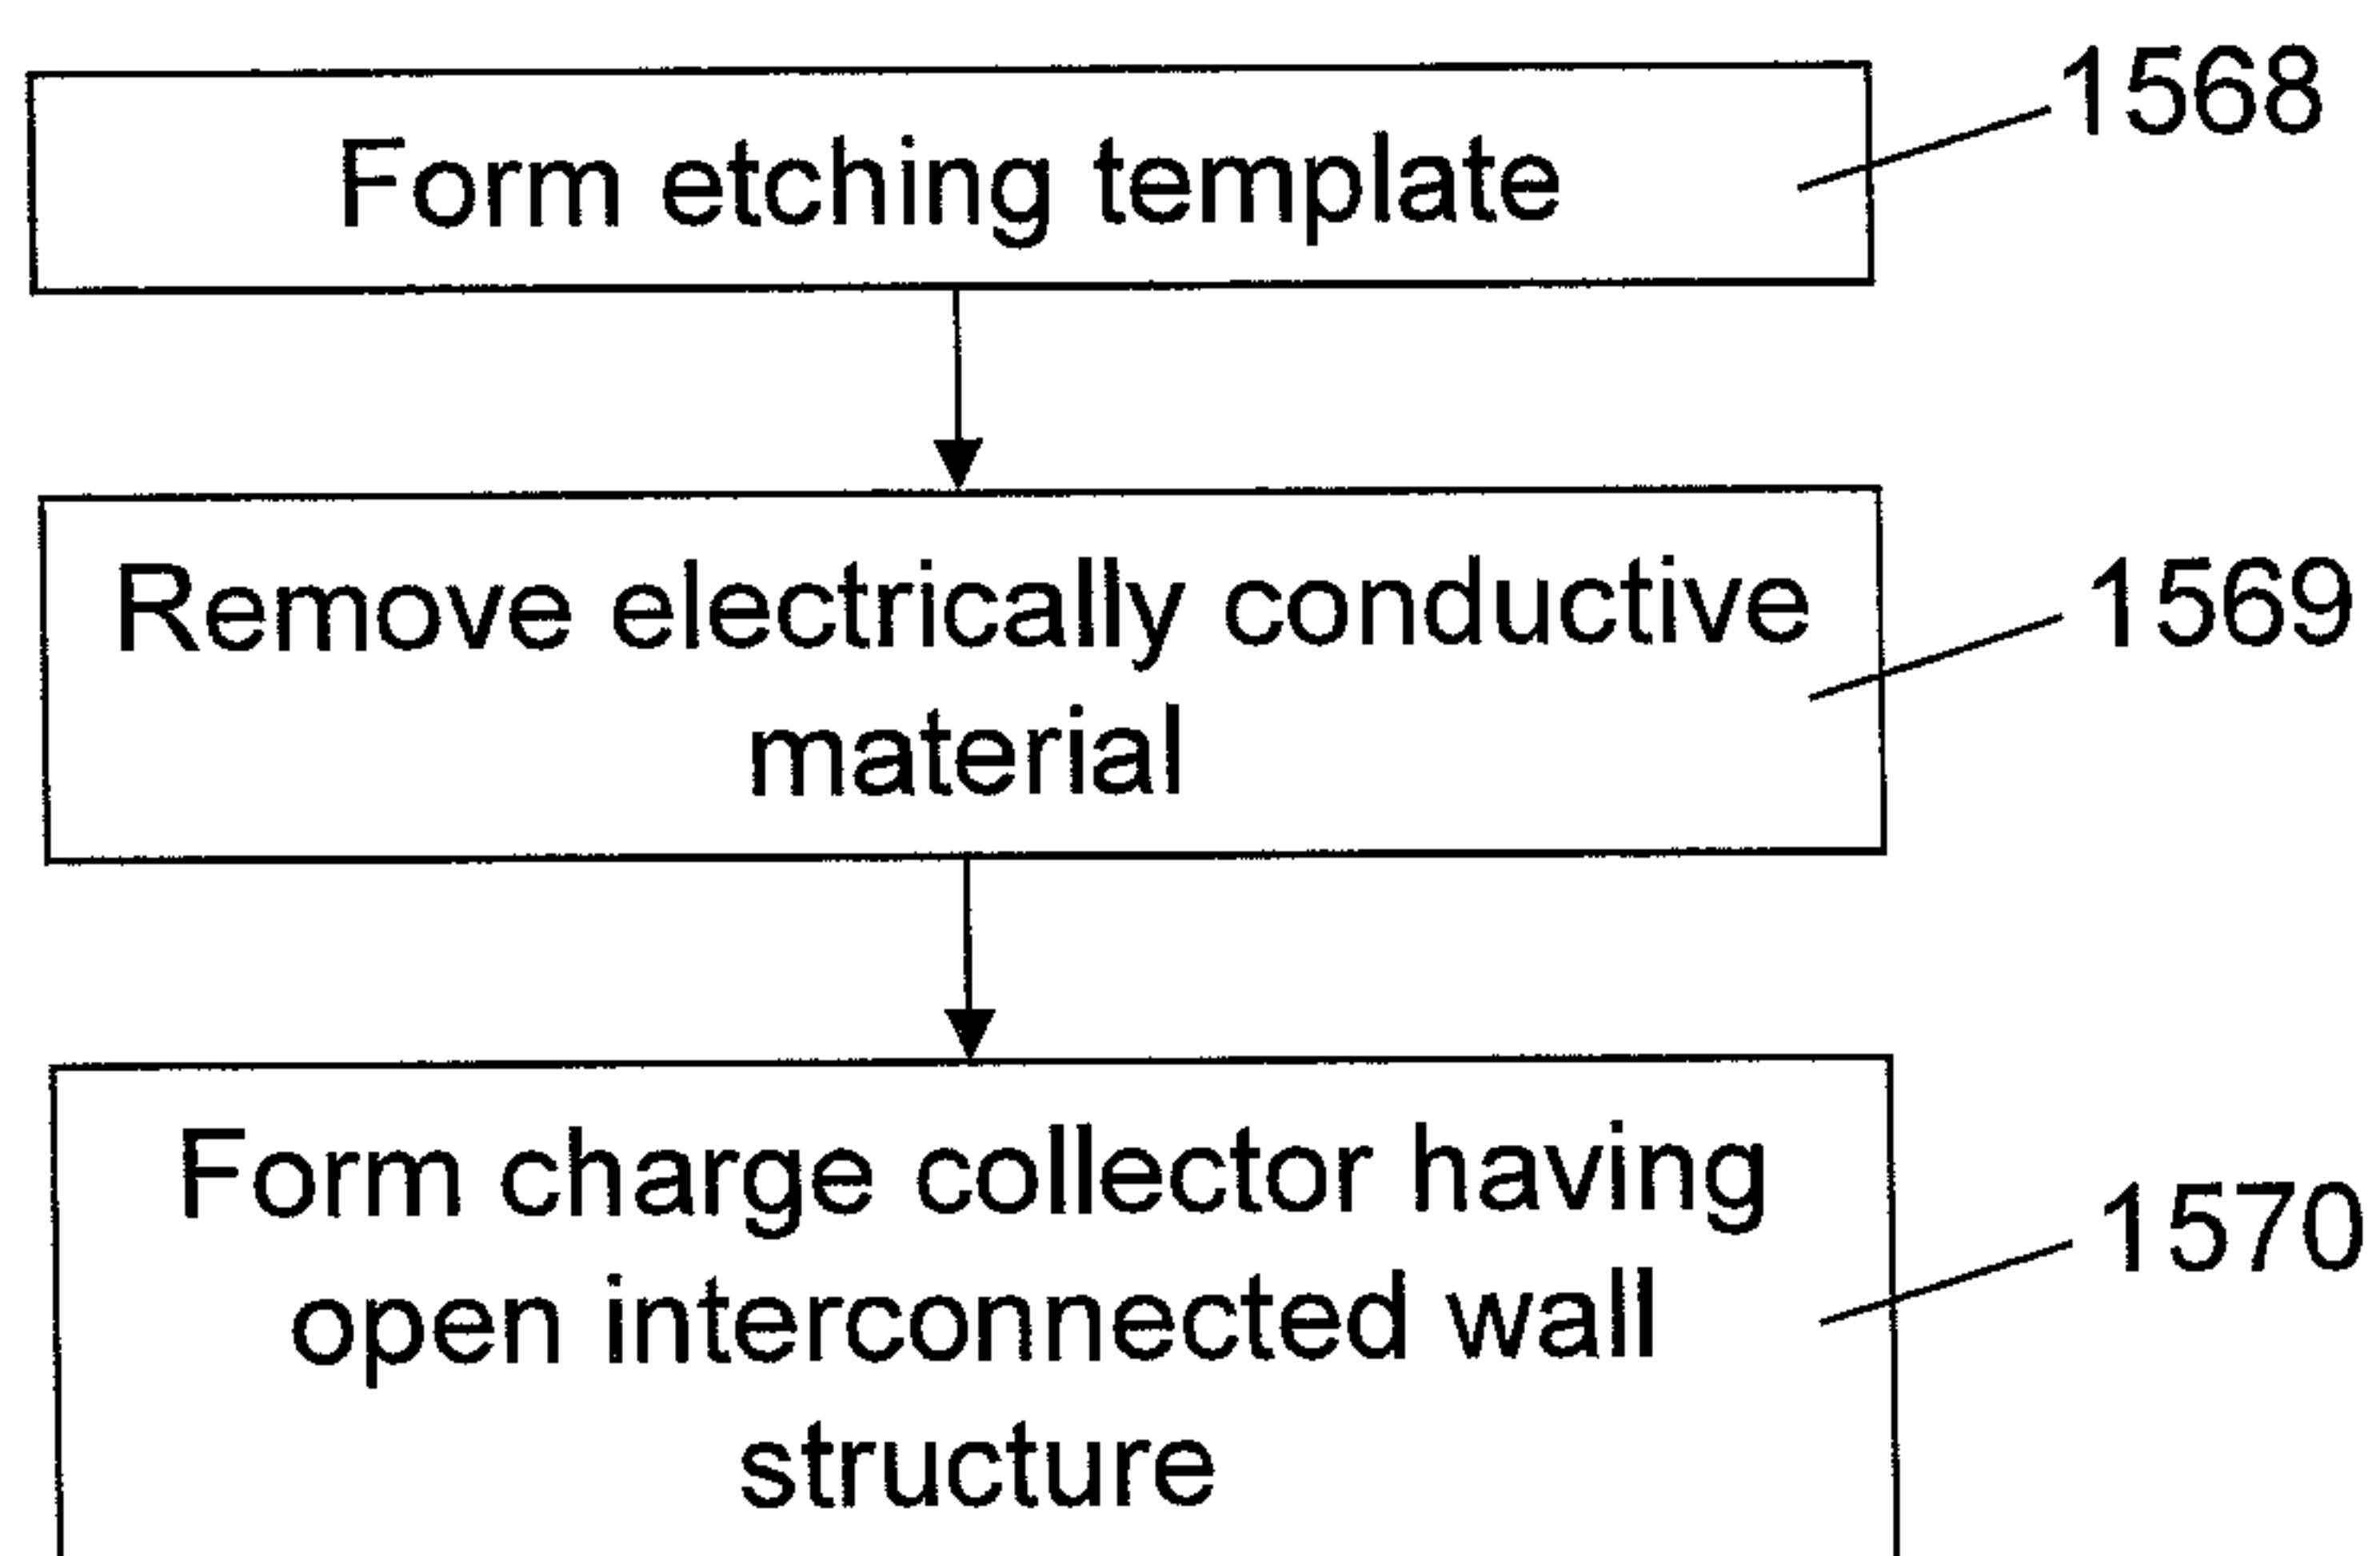 Form etching template
1568
Remove electrically conductive
material
1569
Form charge collector having
open interconnected wall
structure
1570